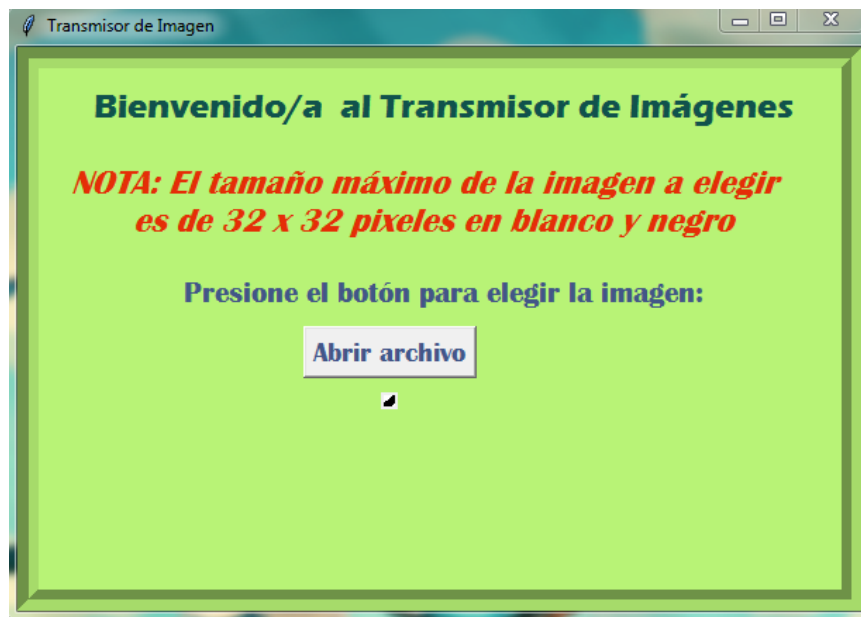 Transmisor de Imagen
Bienvenido/a al Transmisor de Imágenes
NOTA: El tamaño máximo de la imagen a elegir
es de 32 x 32 pixeles en blanco y negro
Presione el botón para elegir la imagen:
Abrir archivo